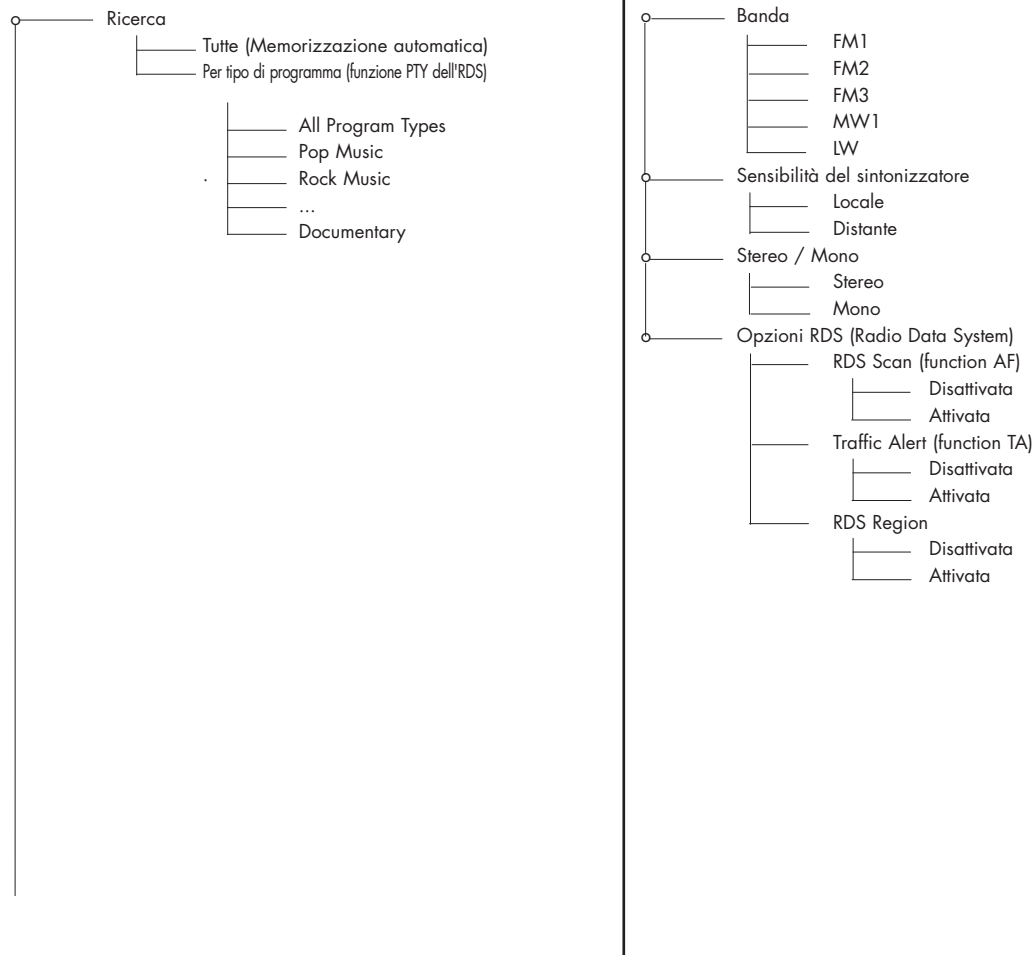 Ricerca
Tutte (Memorizzazione automatica)
Per tipo di programma (funzione PTY dell'RDS)
All Program Types
Pop Music
Rock Music
...
Documentary
Banda
FM1
FM2
FM3
MW1
LW
Sensibilità del sintonizzatore
Locale
Distante
Stereo / Mono
Stereo
Mono
Opzioni RDS (Radio Data System)
RDS Scan (function AF)
Disattivata
Attivata
Traffic Alert (function TA)
Disattivata
Attivata
RDS Region
Disattivata
Attivata